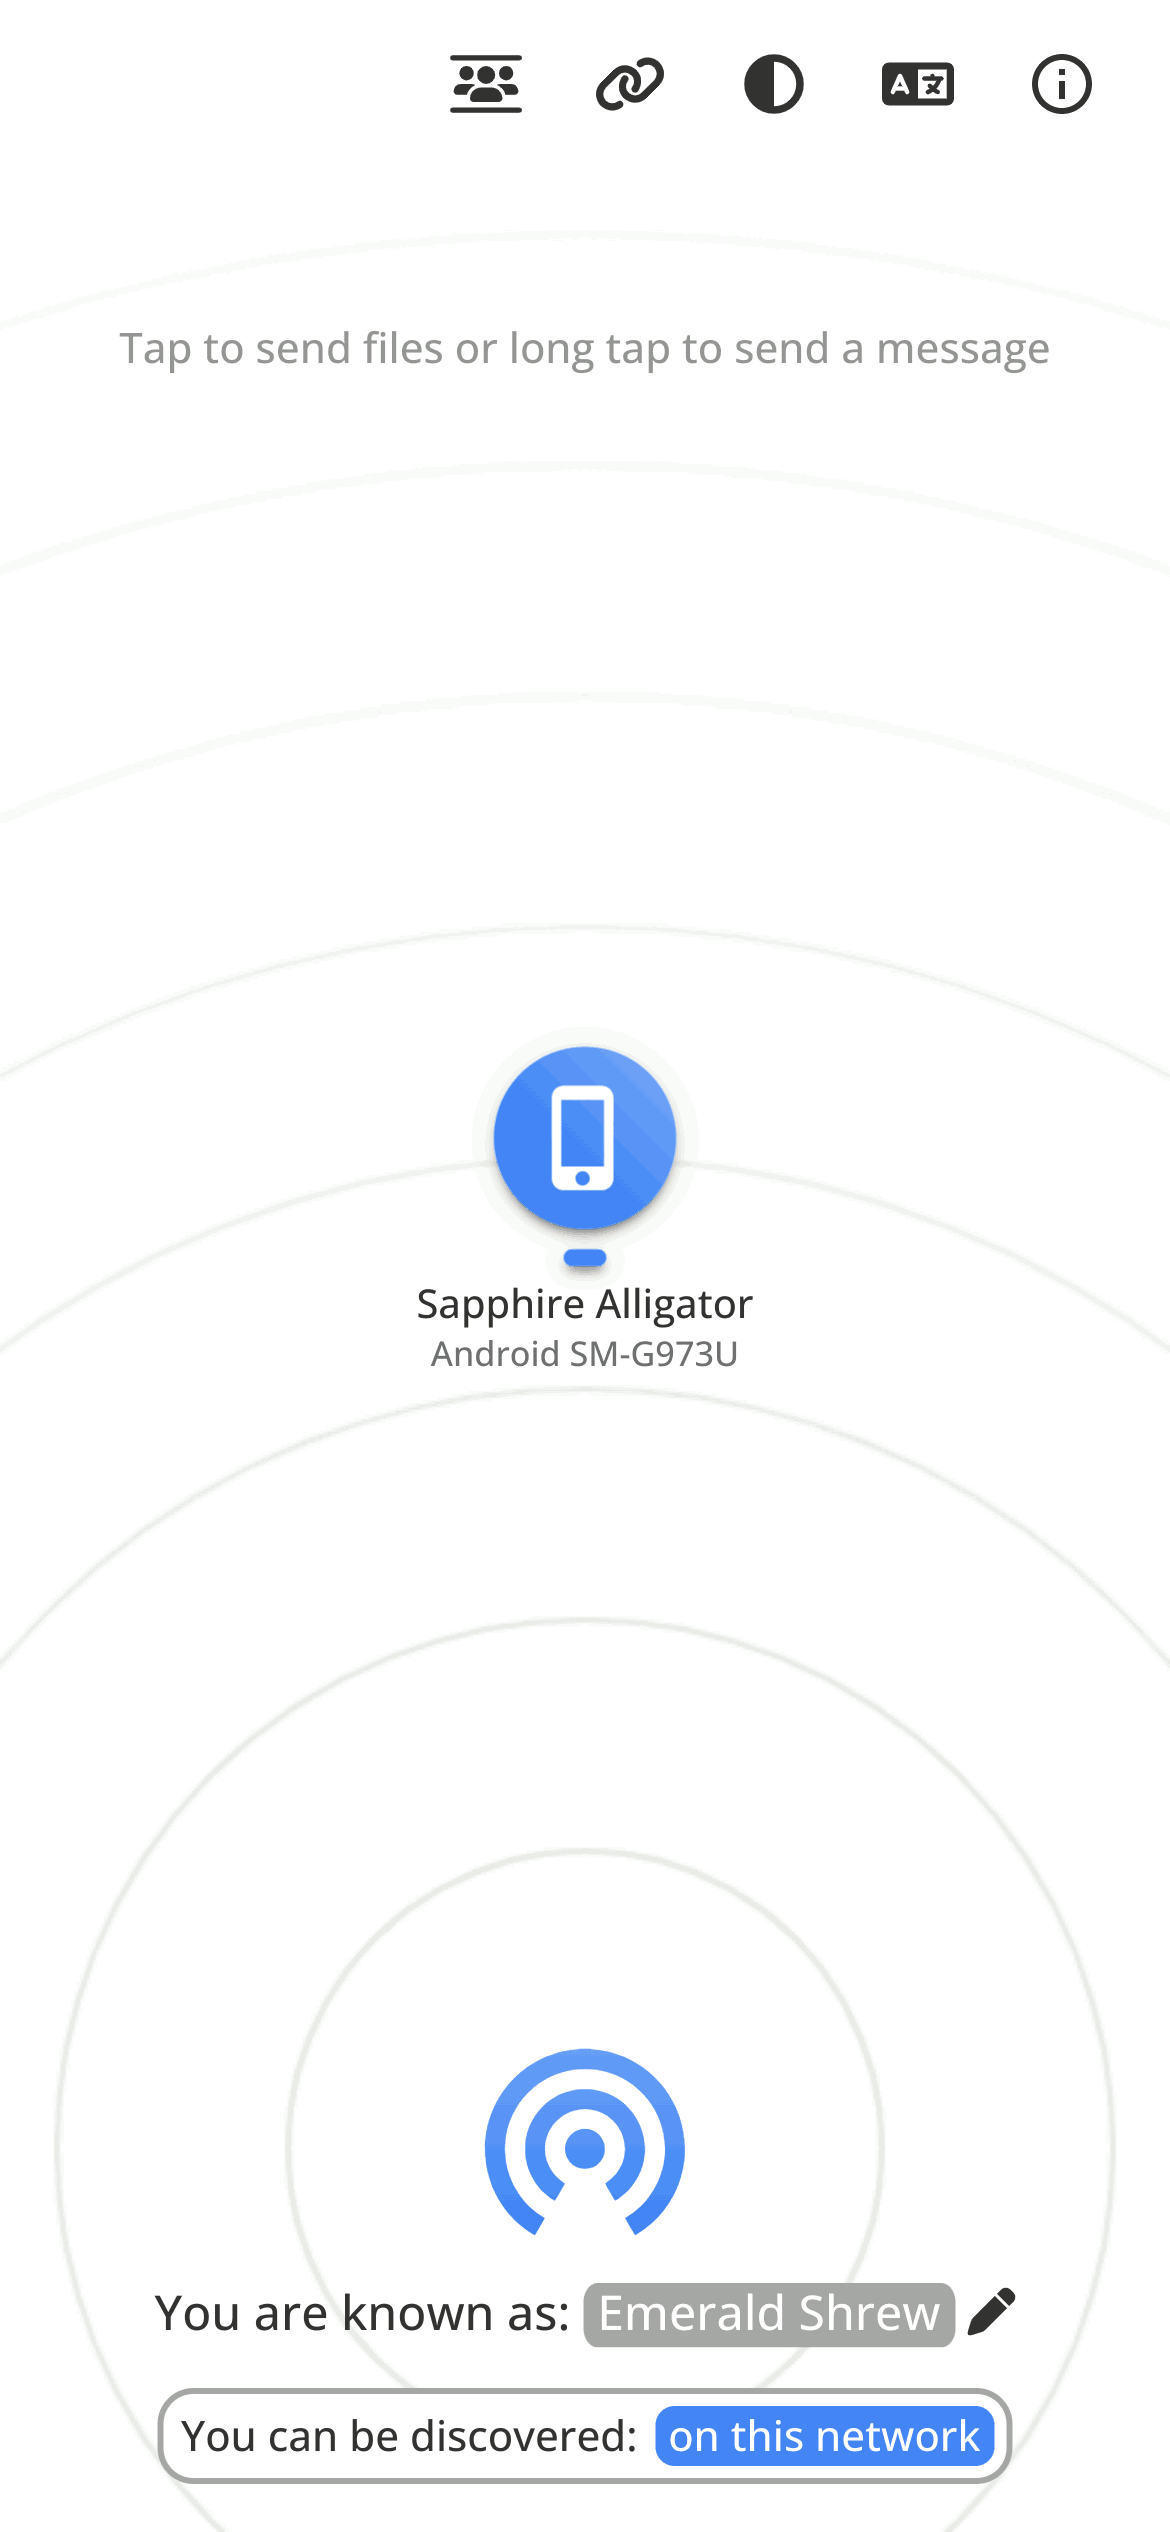 Tap to send files or long tap to send a message
Sapphire Alligator
Android SM-G973U
You are known as: Emerald Shrew
You can be discovered: on this network